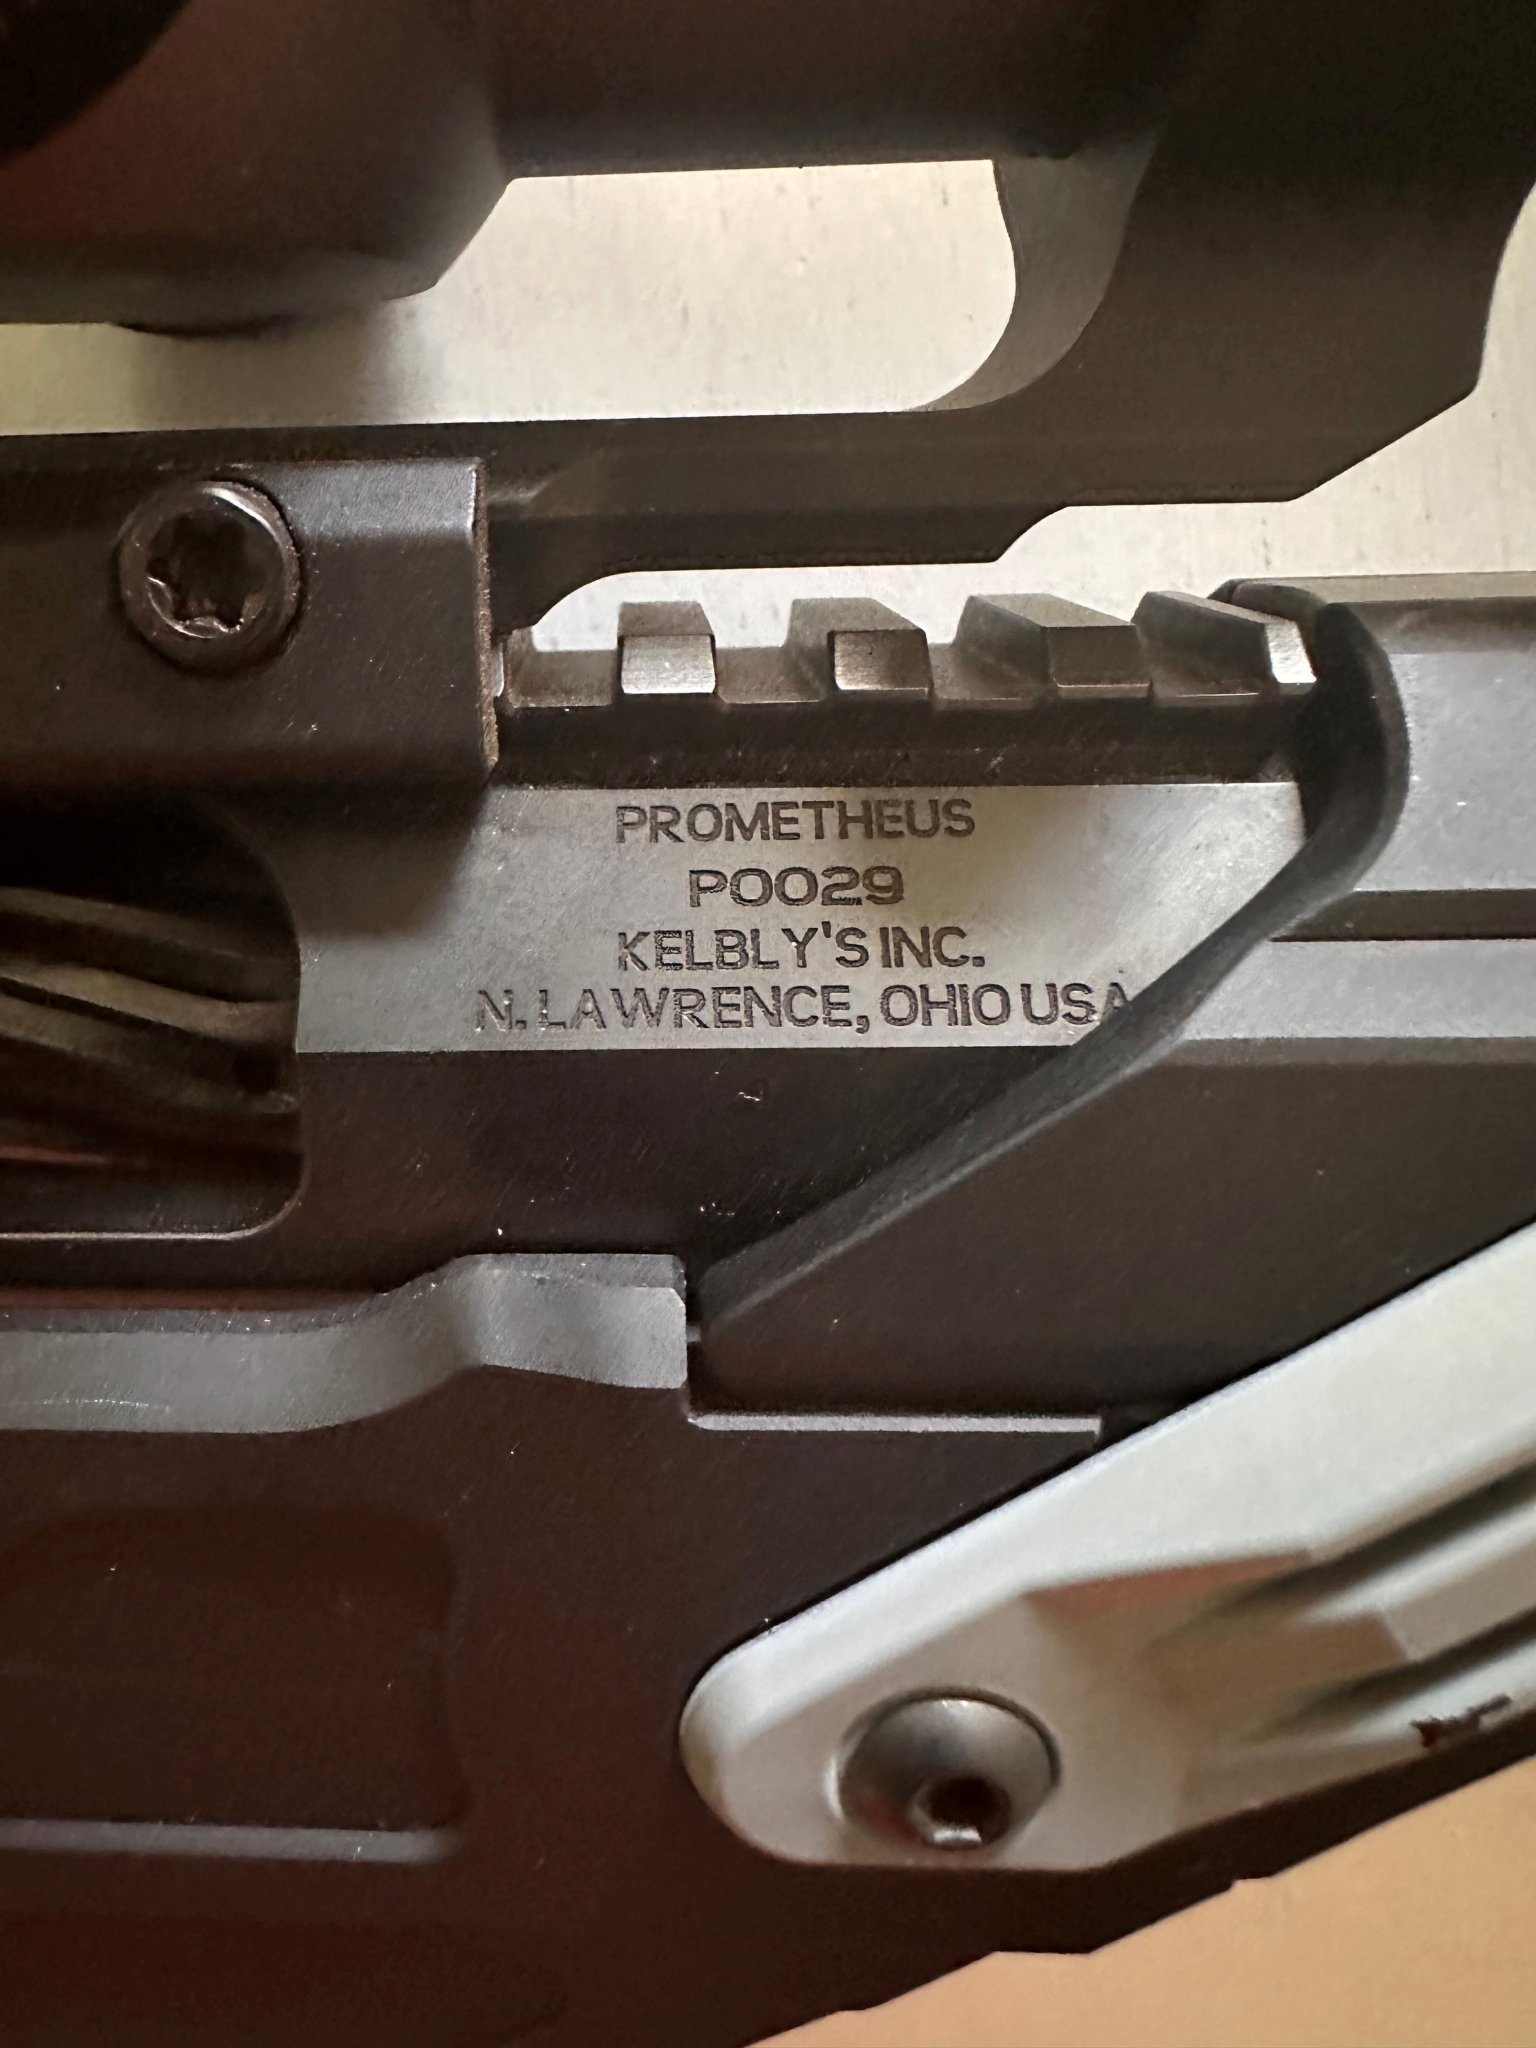 PROMETHEUS
P0029
KELBLY'S INC.
N. LAWRENCE, OHIO USA